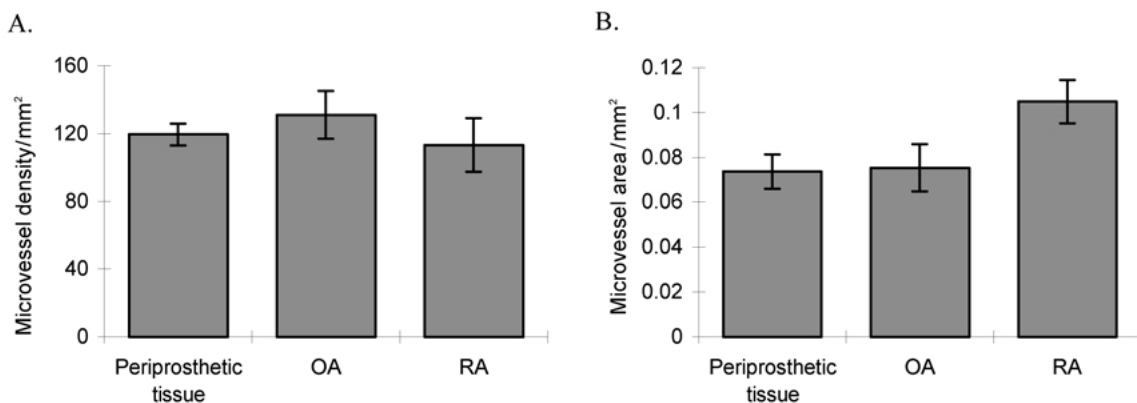 A.
Microvessel density/mm²
160
120
80
40
0
Periprosthetic
tissue
OA
RA
B.
Microvessel area/mm²
0.12
0.1
0.08
0.06
0.04
0.02
0
Periprosthetic
tissue
OA
RA